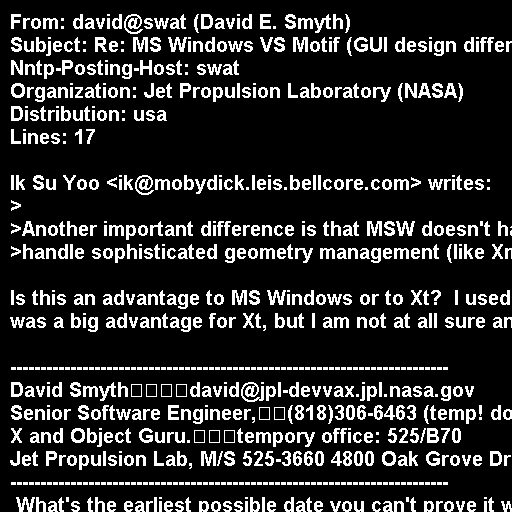 From: david@swat (David E. Smyth)
Subject: Re: MS Windows VS Motif (GUI design differ
Nntp-Posting-Host: swat
Organization: Jet Propulsion Laboratory (NASA)
Distribution: usa
Lines: 17

Ik Su Yoo <ik@mobydick.leis.bellcore.com> writes:
>
>Another important difference is that MSW doesn't ha
>handle sophisticated geometry management (like Xm

Is this an advantage to MS Windows or to Xt?  I used
was a big advantage for Xt, but I am not at all sure an

-------------------------------------------------------------------------
David Smyth□□□□david@jpl-devvax.jpl.nasa.gov
Senior Software Engineer,□□(818)306-6463 (temp! do
X and Object Guru.□□□tempory office: 525/B70
Jet Propulsion Lab, M/S 525-3660 4800 Oak Grove Dr
-------------------------------------------------------------------------
What's the earliest possible date you can't prove it w